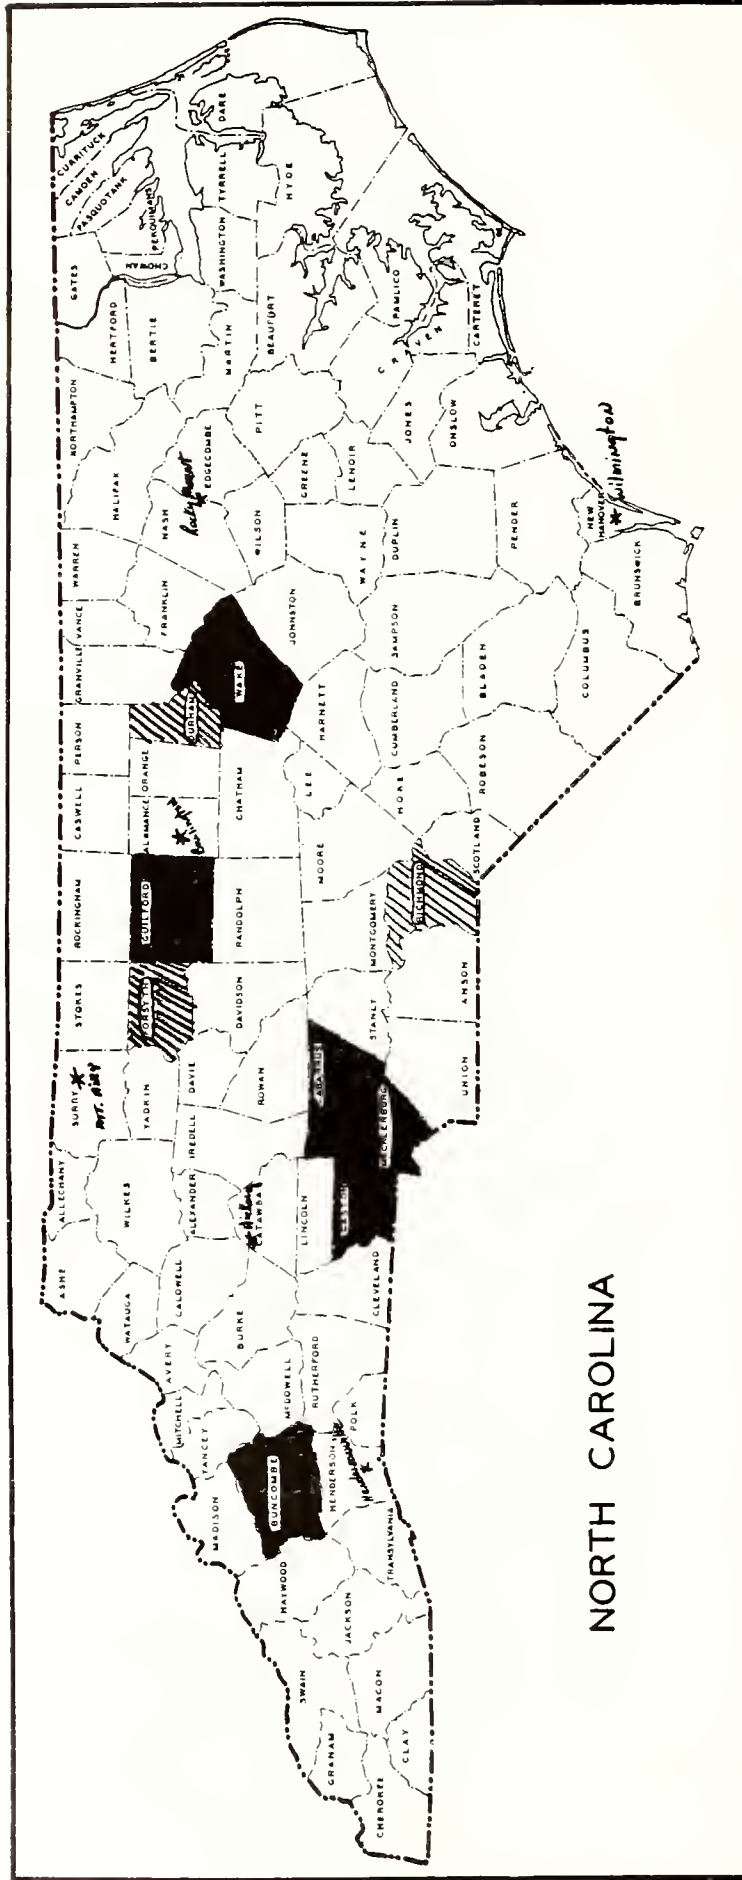 CURRITUCK
CAMDEN
PASQUOTANK
PERQUIMANS
CHOWAN
GATES
HERTFORD
BERTIE
NORTHAMPTON
HALIFAX
WARREN
VANCE
GRANVILLE
PERSON
CASWELL
ROCKINGHAM
STOKES
SURRY
MT. AIRY
ALLEGHANY
ASHE
WATAUGA
WILKES
YADKIN
FORSYTH
GUILFORD
ALAMANCE
Burlington
ORANGE
DURHAM
WAKE
FRANKLIN
NASH
Rocky Mount
EDGECOMBE
MARTIN
WASHINGTON
TYRRELL
DARE
HYDE
BEAUFORT
PITT
WILSON
GREENE
LENOIR
WAYNE
JOHNSTON
HARNETT
LEE
CHATHAM
RANDOLPH
DAVIDSON
DAVIE
IREDELL
ROWAN
ALEXANDER
CALDWELL
CATAWBA
Hickory
LINCOLN
BURKE
AVERY
MITCHELL
YANCEY
McDOWELL
RUTHERFORD
CLEVELAND
GASTON
MECKLENBURG
CABARRUS
STANLY
UNION
ANSON
MONTGOMERY
RICHMOND
MOORE
HOKE
SCOTLAND
ROBESON
CUMBERLAND
SAMPSON
BLADEN
COLUMBUS
BRUNSWICK
NEW
HANOVER
Wilmington
PENDER
DUPLIN
ONSLOW
JONES
CRAVEN
PAMLICO
CARTERET
MADISON
BUNCOMBE
HENDERSON
POLK
TRANSYLVANIA
HAYWOOD
JACKSON
SWAIN
MACON
GRAHAM
CHEROKEE
CLAY
NORTH CAROLINA